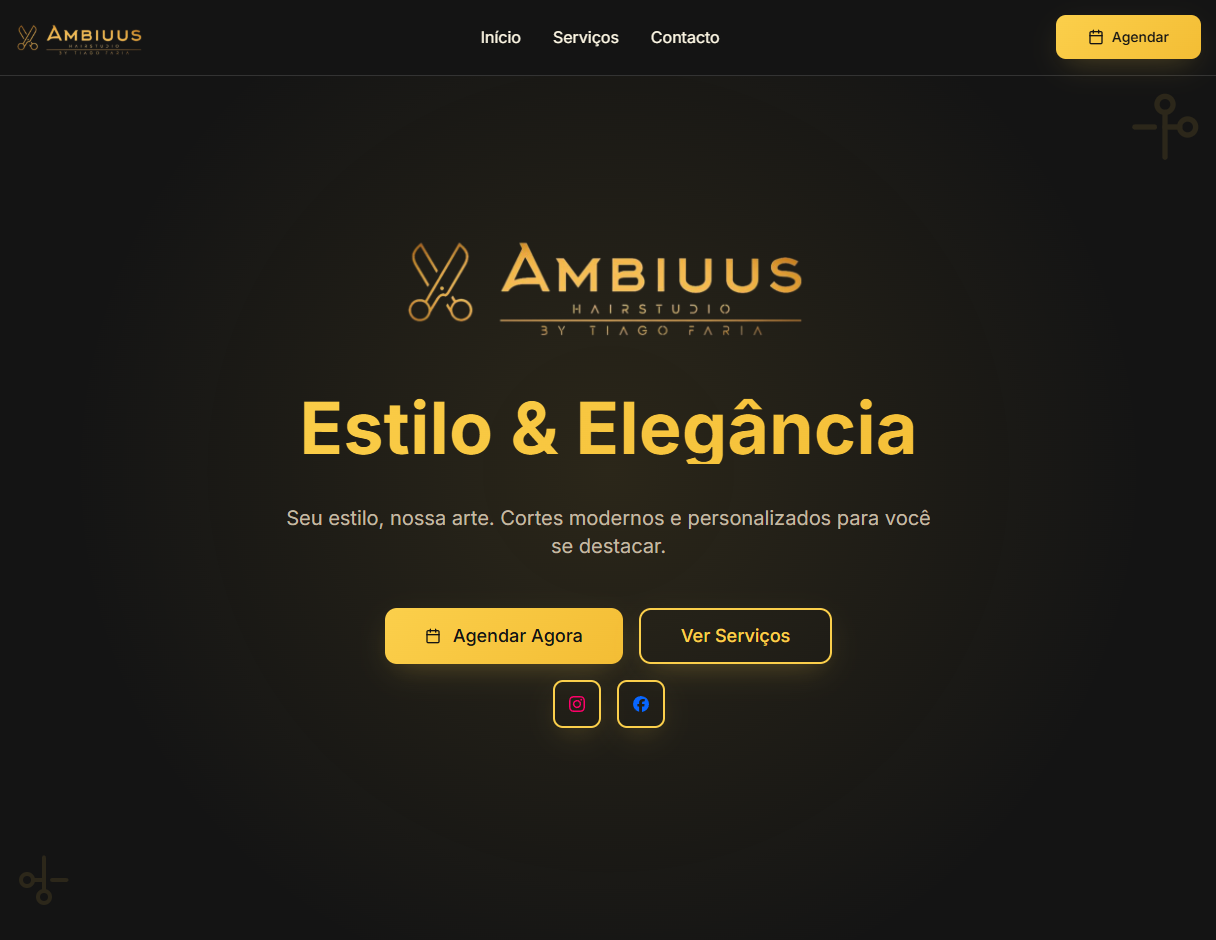 AMBIUUS
HAIRSTUDIO
BY TIAGO FARIA
Início
Serviços
Contacto
Agendar
AMBIUUS
HAIRSTUDIO
BY TIAGO FARIA
Estilo & Elegância
Seu estilo, nossa arte. Cortes modernos e personalizados para você
se destacar.
Agendar Agora
Ver Serviços